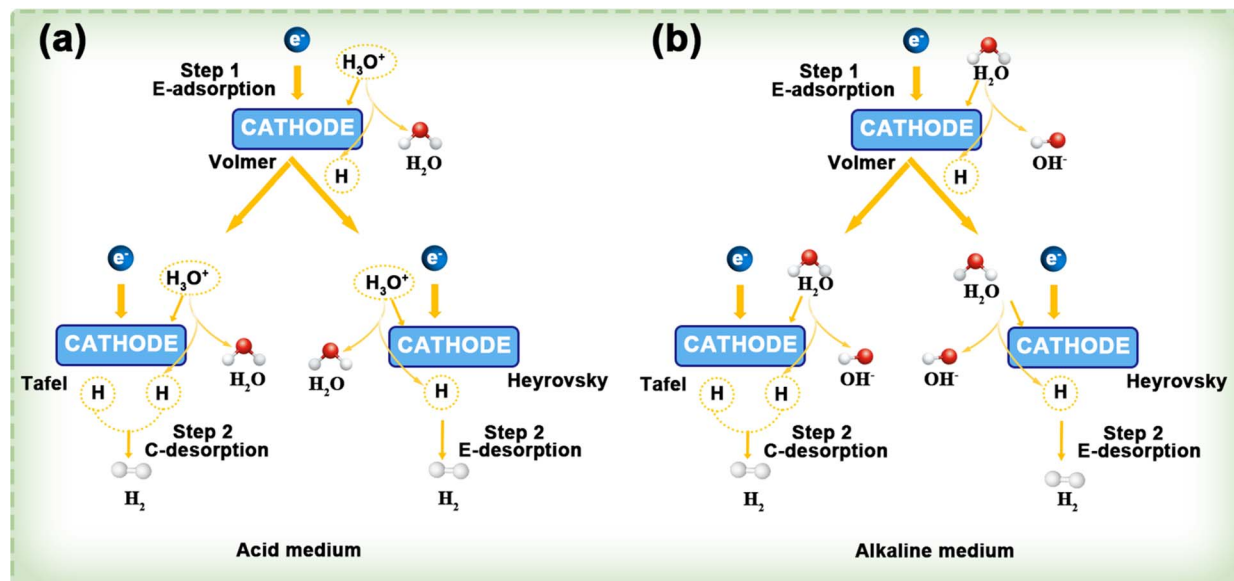 (a)
e-
H3O+
Step 1
E-adsorption
CATHODE
Volmer
H
H2O
e-
H3O+
CATHODE
H2O
Tafel
H
H
Step 2
C-desorption
H2
e-
H3O+
CATHODE
H2O
Heyrovsky
H
Step 2
E-desorption
H2
Acid medium
(b)
e-
H2O
Step 1
E-adsorption
CATHODE
Volmer
H
OH-
e-
H2O
CATHODE
OH-
Tafel
H
H
Step 2
C-desorption
H2
e-
H2O
CATHODE
OH-
Heyrovsky
H
Step 2
E-desorption
H2
Alkaline medium